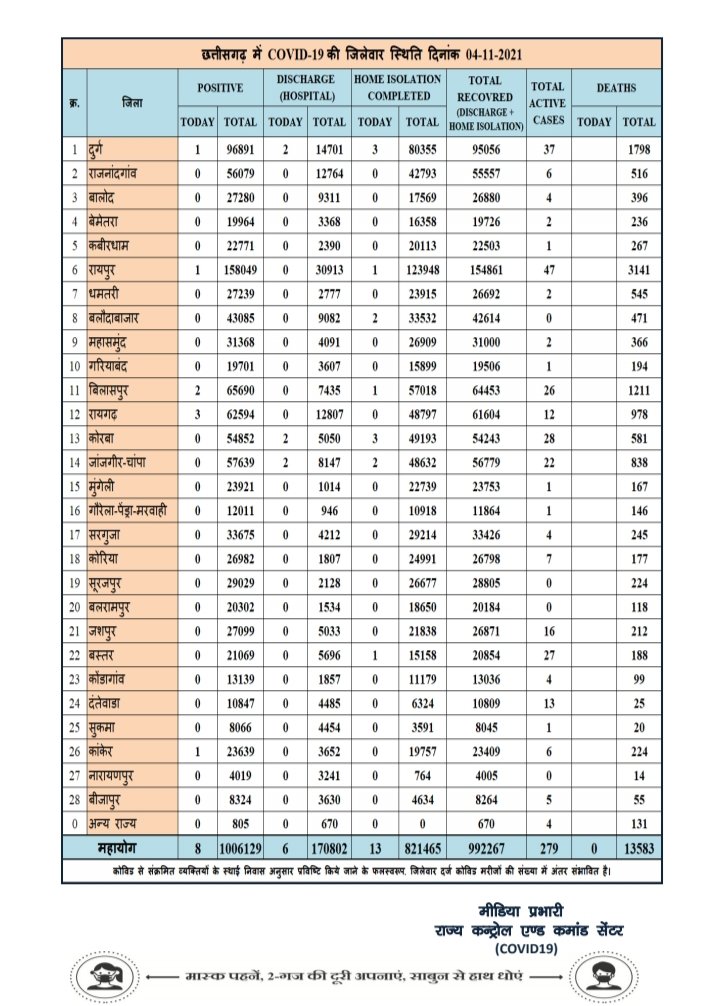 छत्तीसगढ़ में COVID-19 की जिलेवार स्थिति दिनांक 04-11-2021
क्र. जिला POSITIVE DISCHARGE (HOSPITAL) HOME ISOLATION COMPLETED TOTAL RECOVRED (DISCHARGE + HOME ISOLATION) TOTAL ACTIVE CASES DEATHS
TODAY TOTAL TODAY TOTAL TODAY TOTAL TODAY TOTAL
1 दुर्ग 1 96891 2 14701 3 80355 95056 37 1798
2 राजनांदगांव 0 56079 0 12764 0 42793 55557 6 516
3 बालोद 0 27280 0 9311 0 17569 26880 4 396
4 बेमेतरा 0 19964 0 3368 0 16358 19726 2 236
5 कबीरधाम 0 22771 0 2390 0 20113 22503 1 267
6 रायपुर 1 158049 0 30913 1 123948 154861 47 3141
7 धमतरी 0 27239 0 2777 0 23915 26692 2 545
8 बलौदाबाजार 0 43085 0 9082 2 33532 42614 0 471
9 महासमुंद 0 31368 0 4091 0 26909 31000 2 366
10 गरियाबंद 0 19701 0 3607 0 15899 19506 1 194
11 बिलासपुर 2 65690 0 7435 1 57018 64453 26 1211
12 रायगढ़ 3 62594 0 12807 0 48797 61604 12 978
13 कोरबा 0 54852 2 5050 3 49193 54243 28 581
14 जांजगीर-चांपा 0 57639 2 8147 2 48632 56779 22 838
15 मुंगेली 0 23921 0 1014 0 22739 23753 1 167
16 गौरेला-पेंड्रा-मरवाही 0 12011 0 946 0 10918 11864 1 146
17 सरगुजा 0 33675 0 4212 0 29214 33426 4 245
18 कोरिया 0 26982 0 1807 0 24991 26798 7 177
19 सूरजपुर 0 29029 0 2128 0 26677 28805 0 224
20 बलरामपुर 0 20302 0 1534 0 18650 20184 0 118
21 जशपुर 0 27099 0 5033 0 21838 26871 16 212
22 बस्तर 0 21069 0 5696 1 15158 20854 27 188
23 कोंडागांव 0 13139 0 1857 0 11179 13036 4 99
24 दंतेवाडा 0 10847 0 4485 0 6324 10809 13 25
25 सुकमा 0 8066 0 4454 0 3591 8045 1 20
26 कांकेर 1 23639 0 3652 0 19757 23409 6 224
27 नारायणपुर 0 4019 0 3241 0 764 4005 0 14
28 बीजापुर 0 8324 0 3630 0 4634 8264 5 55
0 अन्य राज्य 0 805 0 670 0 0 670 4 131
महायोग 8 1006129 6 170802 13 821465 992267 279 0 13583
कोविड से संक्रमित व्यक्तियों के स्थाई निवास अनुसार प्रविष्टि किये जाने के फलस्वरूप, जिलेवार दर्ज कोविड मरीजों की संख्या में अंतर संभावित है।
मीडिया प्रभारी
राज्य कन्ट्रोल एण्ड कमांड सेंटर
(COVID19)
मास्क पहनें, 2-गज की दूरी अपनाएं, साबुन से हाथ धोएं